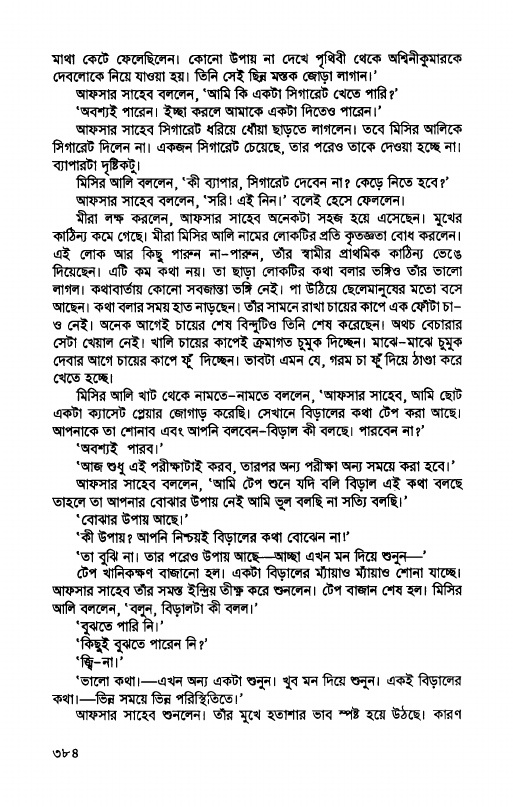 মাথা কেটে ফেলেছিলেন। কোনো উপায় না দেখে পৃথিবী থেকে অশ্বিনীকুমারকে
দেবলোকে নিয়ে যাওয়া হয়। তিনি সেই ছিন্ন মস্তক জোড়া লাগান।’
আফসার সাহেব বললেন, ‘আমি কি একটা সিগারেট খেতে পারি?’
‘অবশ্যই পারেন। ইচ্ছা করলে আমাকে একটা দিতেও পারেন।’
আফসার সাহেব সিগারেট ধরিয়ে ধোঁয়া ছাড়তে লাগলেন। তবে মিসির আলিকে
সিগারেট দিলেন না। একজন সিগারেট চেয়েছে, তার পরেও তাকে দেওয়া হচ্ছে না।
ব্যাপারটা দৃষ্টিকটু।
মিসির আলি বললেন, ‘কী ব্যাপার, সিগারেট দেবেন না? কেড়ে নিতে হবে?’
আফসার সাহেব বললেন, ‘সরি! এই নিন।’ বলেই হেসে ফেললেন।
মীরা লক্ষ করলেন, আফসার সাহেব অনেকটা সহজ হয়ে এসেছেন। মুখের
কাঠিন্য কমে গেছে। মীরা মিসির আলি নামের লোকটির প্রতি কৃতজ্ঞতা বোধ করলেন।
এই লোক আর কিছু পারুন না-পারুন, তাঁর স্বামীর প্রাথমিক কাঠিন্য ভেঙে
দিয়েছেন। এটি কম কথা নয়। তা ছাড়া লোকটির কথা বলার ভঙ্গিও তাঁর ভালো
লাগল। কথাবার্তায় কোনো সবজান্তা ভঙ্গি নেই। পা উঠিয়ে ছেলেমানুষের মতো বসে
আছেন। কথা বলার সময় হাত নাড়ছেন। তাঁর সামনে রাখা চায়ের কাপে এক ফোঁটা চা-
ও নেই। অনেক আগেই চায়ের শেষ বিন্দুটিও তিনি শেষ করেছেন। অথচ বেচারার
সেটা খেয়াল নেই। খালি চায়ের কাপেই ক্রমাগত চুমুক দিচ্ছেন। মাঝে-মাঝে চুমুক
দেবার আগে চায়ের কাপে ফুঁ দিচ্ছেন। ভাবটা এমন যে, গরম চা ফুঁ দিয়ে ঠাণ্ডা করে
খেতে হচ্ছে।
মিসির আলি খাট থেকে নামতে-নামতে বললেন, ‘আফসার সাহেব, আমি ছোট
একটা ক্যাসেট প্লেয়ার জোগাড় করেছি। সেখানে বিড়ালের কথা টেপ করা আছে।
আপনাকে তা শোনাব এবং আপনি বলবেন-বিড়াল কী বলছে। পারবেন না?’
‘অবশ্যই পারব।’
‘আজ শুধু এই পরীক্ষাটাই করব, তারপর অন্য পরীক্ষা অন্য সময়ে করা হবে।’
আফসার সাহেব বললেন, ‘আমি টেপ শুনে যদি বলি বিড়াল এই কথা বলছে
তাহলে তা আপনার বোঝার উপায় নেই আমি ভুল বলছি না সত্যি বলছি।’
‘বোঝার উপায় আছে।’
‘কী উপায়? আপনি নিশ্চয়ই বিড়ালের কথা বোঝেন না!’
‘তা বুঝি না। তার পরেও উপায় আছে—আচ্ছা এখন মন দিয়ে শুনুন—’
টেপ খানিকক্ষণ বাজানো হল। একটা বিড়ালের ম্যাঁয়াও ম্যাঁয়াও শোনা যাচ্ছে।
আফসার সাহেব তাঁর সমস্ত ইন্দ্রিয় তীক্ষ্ণ করে শুনলেন। টেপ বাজান শেষ হল। মিসির
আলি বললেন, ‘বলুন, বিড়ালটা কী বলল।’
‘বুঝতে পারি নি।’
‘কিছুই বুঝতে পারেন নি?’
‘জ্বি-না।’
‘ভালো কথা।—এখন অন্য একটা শুনুন। খুব মন দিয়ে শুনুন। একই বিড়ালের
কথা।—ভিন্ন সময়ে ভিন্ন পরিস্থিতিতে।’
আফসার সাহেব শুনলেন। তাঁর মুখে হতাশার ভাব স্পষ্ট হয়ে উঠছে। কারণ
৩৮৪